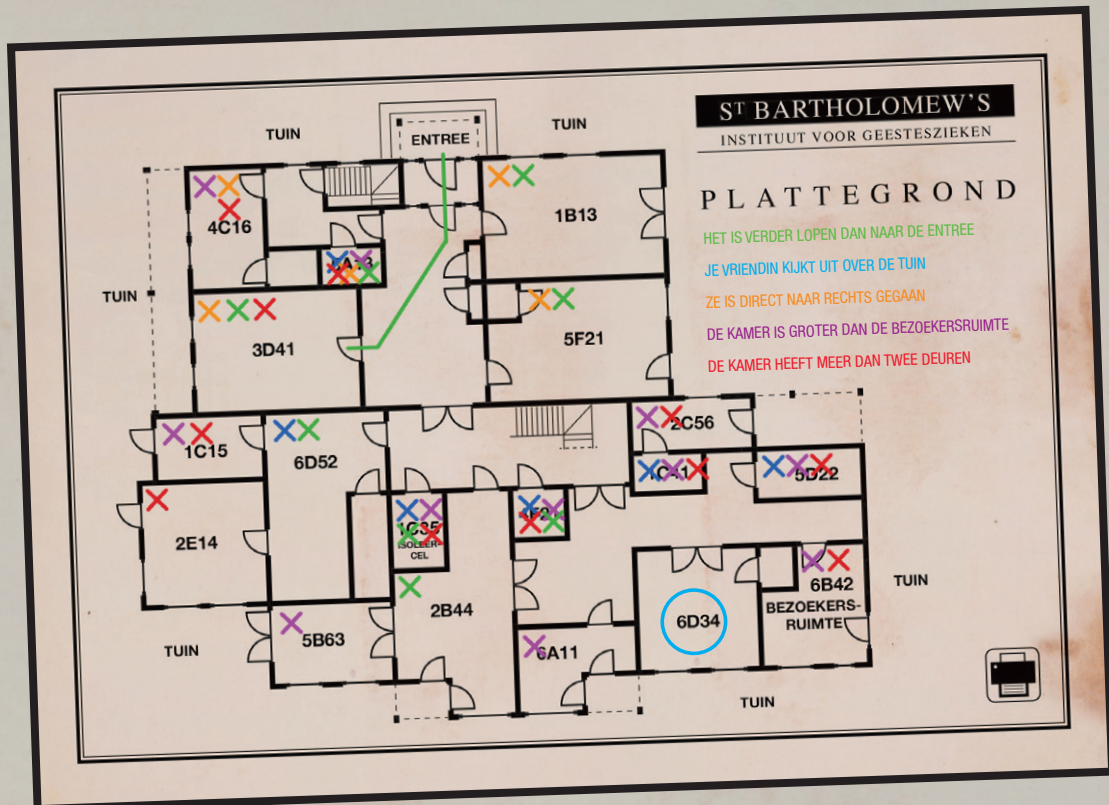 ST BARTHOLOMEW'S
INSTITUUT VOOR GEESTESZIEKEN
PLATTEGROND
HET IS VERDER LOPEN DAN NAAR DE ENTREE
JE VRIENDIN KIJKT UIT OVER DE TUIN
ZE IS DIRECT NAAR RECHTS GEGAAN
DE KAMER IS GROTER DAN DE BEZOEKERSRUIMTE
DE KAMER HEEFT MEER DAN TWEE DEUREN
TUIN
ENTREE
TUIN
4C16
1B13
TUIN
3D41
5F21
2C56
1C15
6D52
5D22
2E14
1C35
ISOLEER-
CEL
2B44
6D34
6B42
BEZOEKERS-
RUIMTE
TUIN
5B63
6A11
TUIN
TUIN